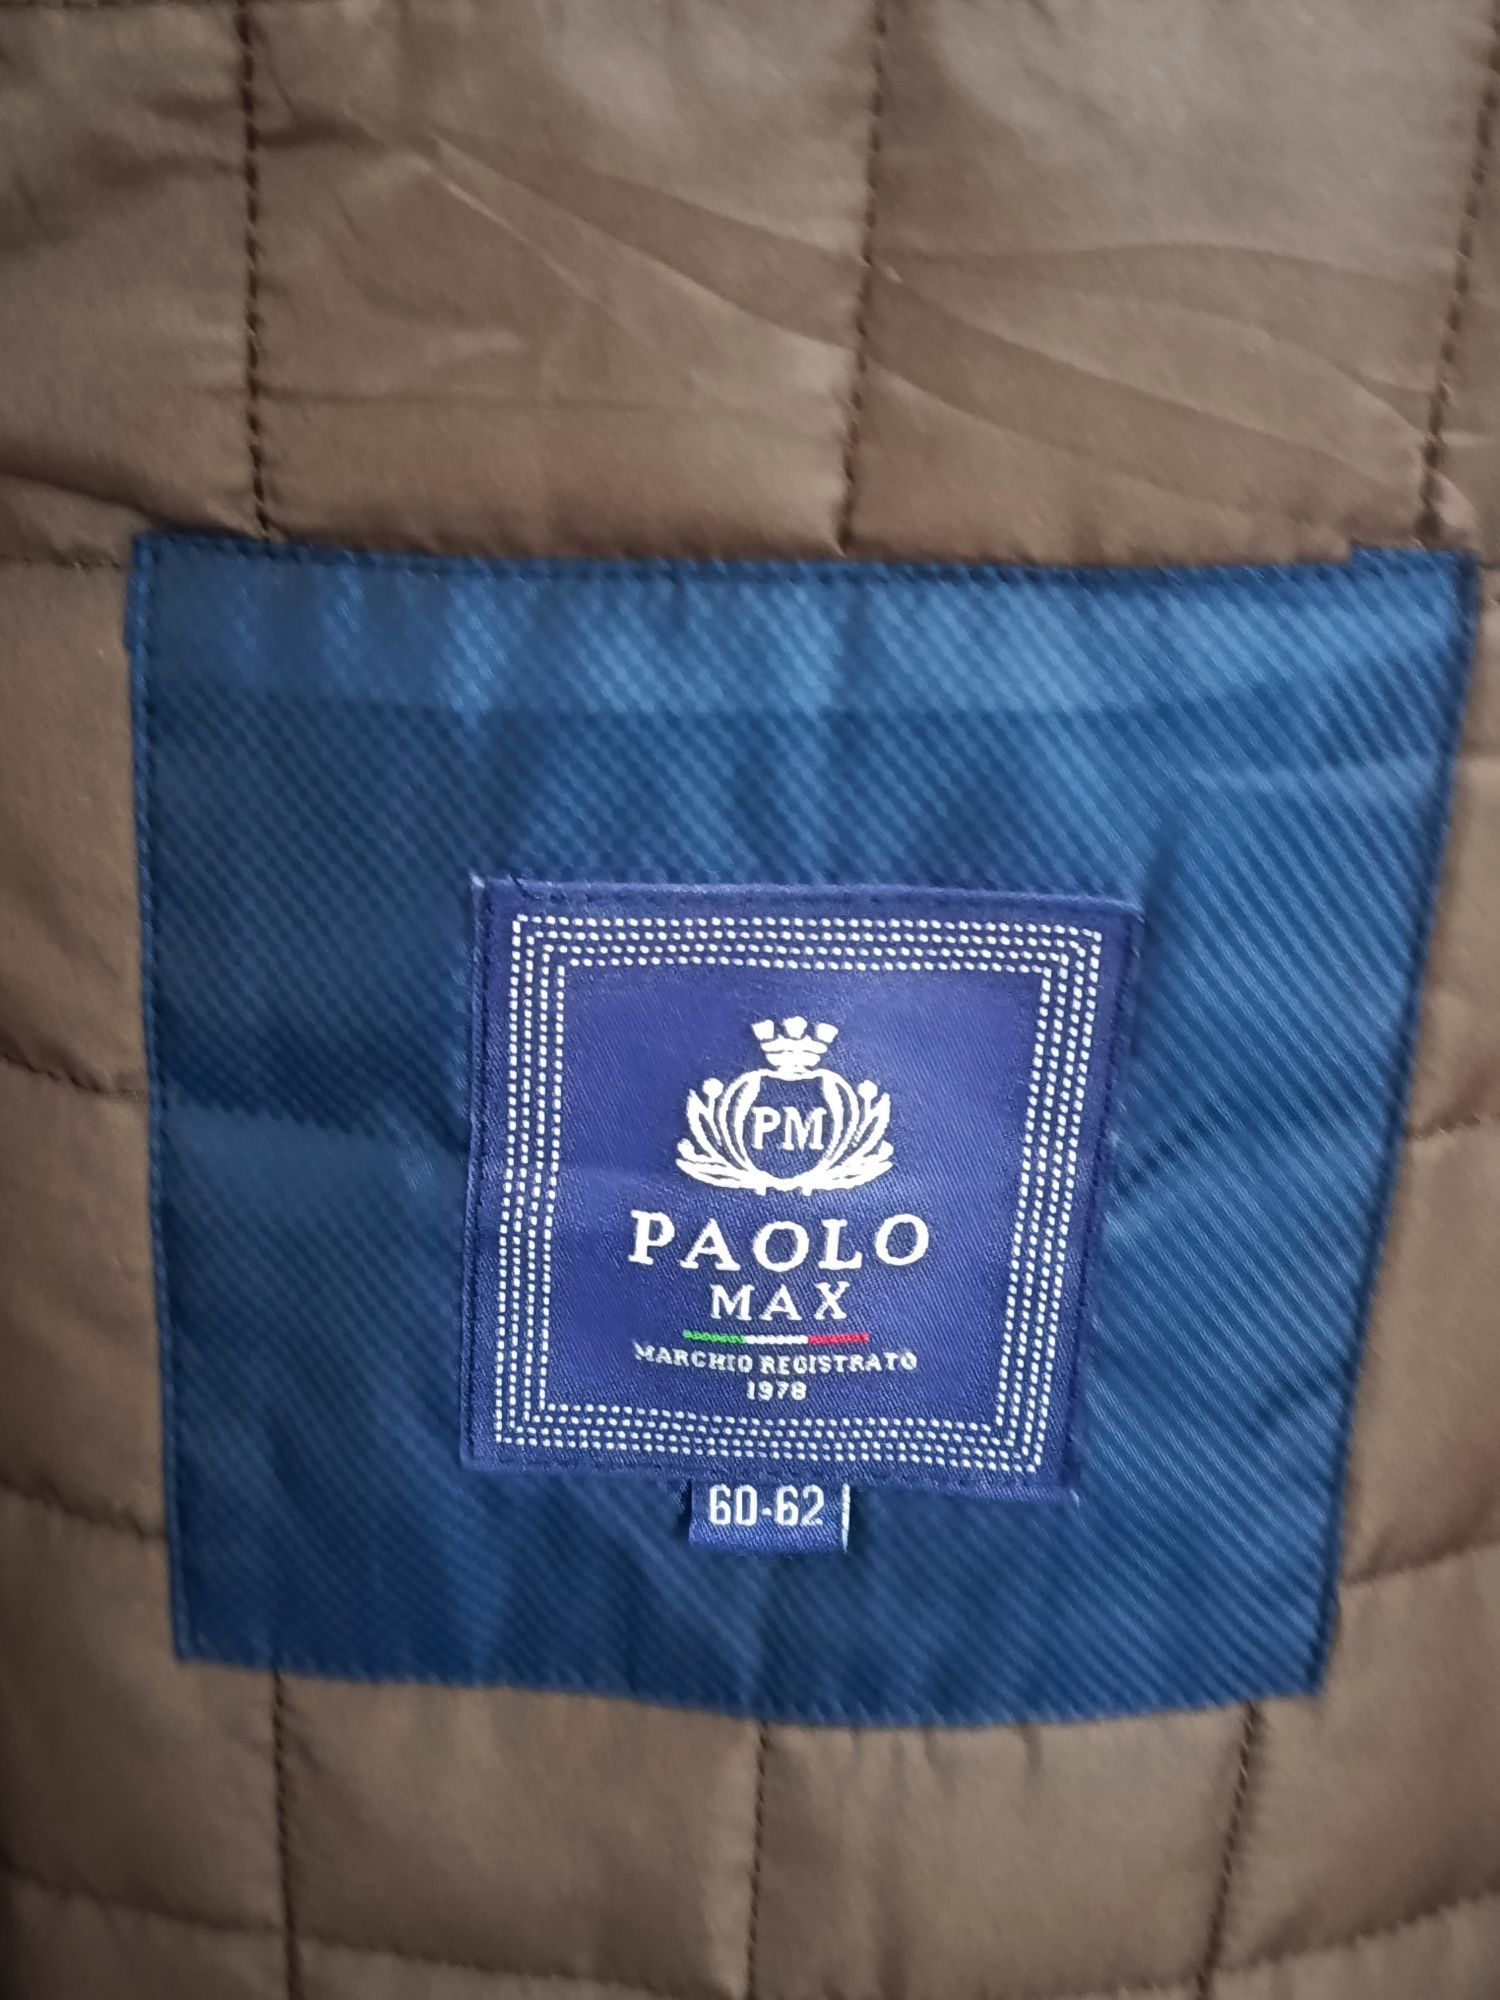 PM
PAOLO
MAX
MARCHIO REGISTRATO
1978
60-62